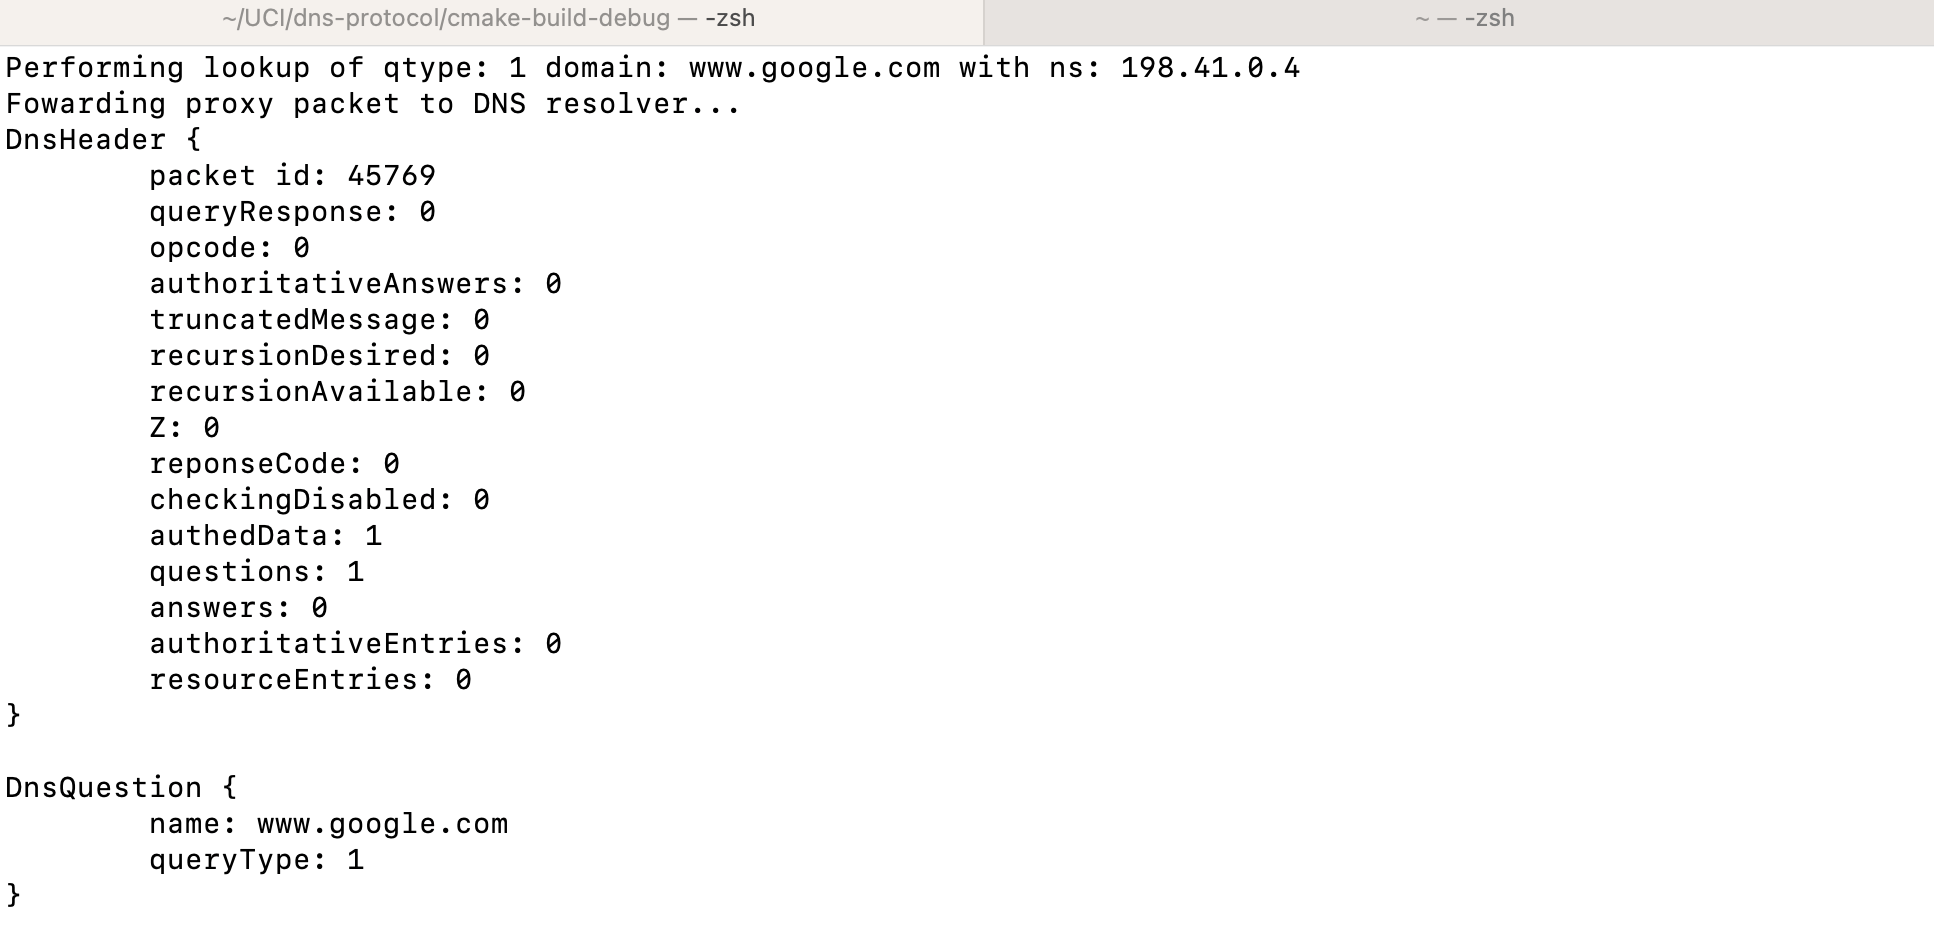 ~/UCI/dns-protocol/cmake-build-debug — -zsh
~ — -zsh
Performing lookup of qtype: 1 domain: www.google.com with ns: 198.41.0.4
Fowarding proxy packet to DNS resolver...
DnsHeader {
packet id: 45769
queryResponse: 0
opcode: 0
authoritativeAnswers: 0
truncatedMessage: 0
recursionDesired: 0
recursionAvailable: 0
Z: 0
reponseCode: 0
checkingDisabled: 0
authedData: 1
questions: 1
answers: 0
authoritativeEntries: 0
resourceEntries: 0
}
DnsQuestion {
name: www.google.com
queryType: 1
}